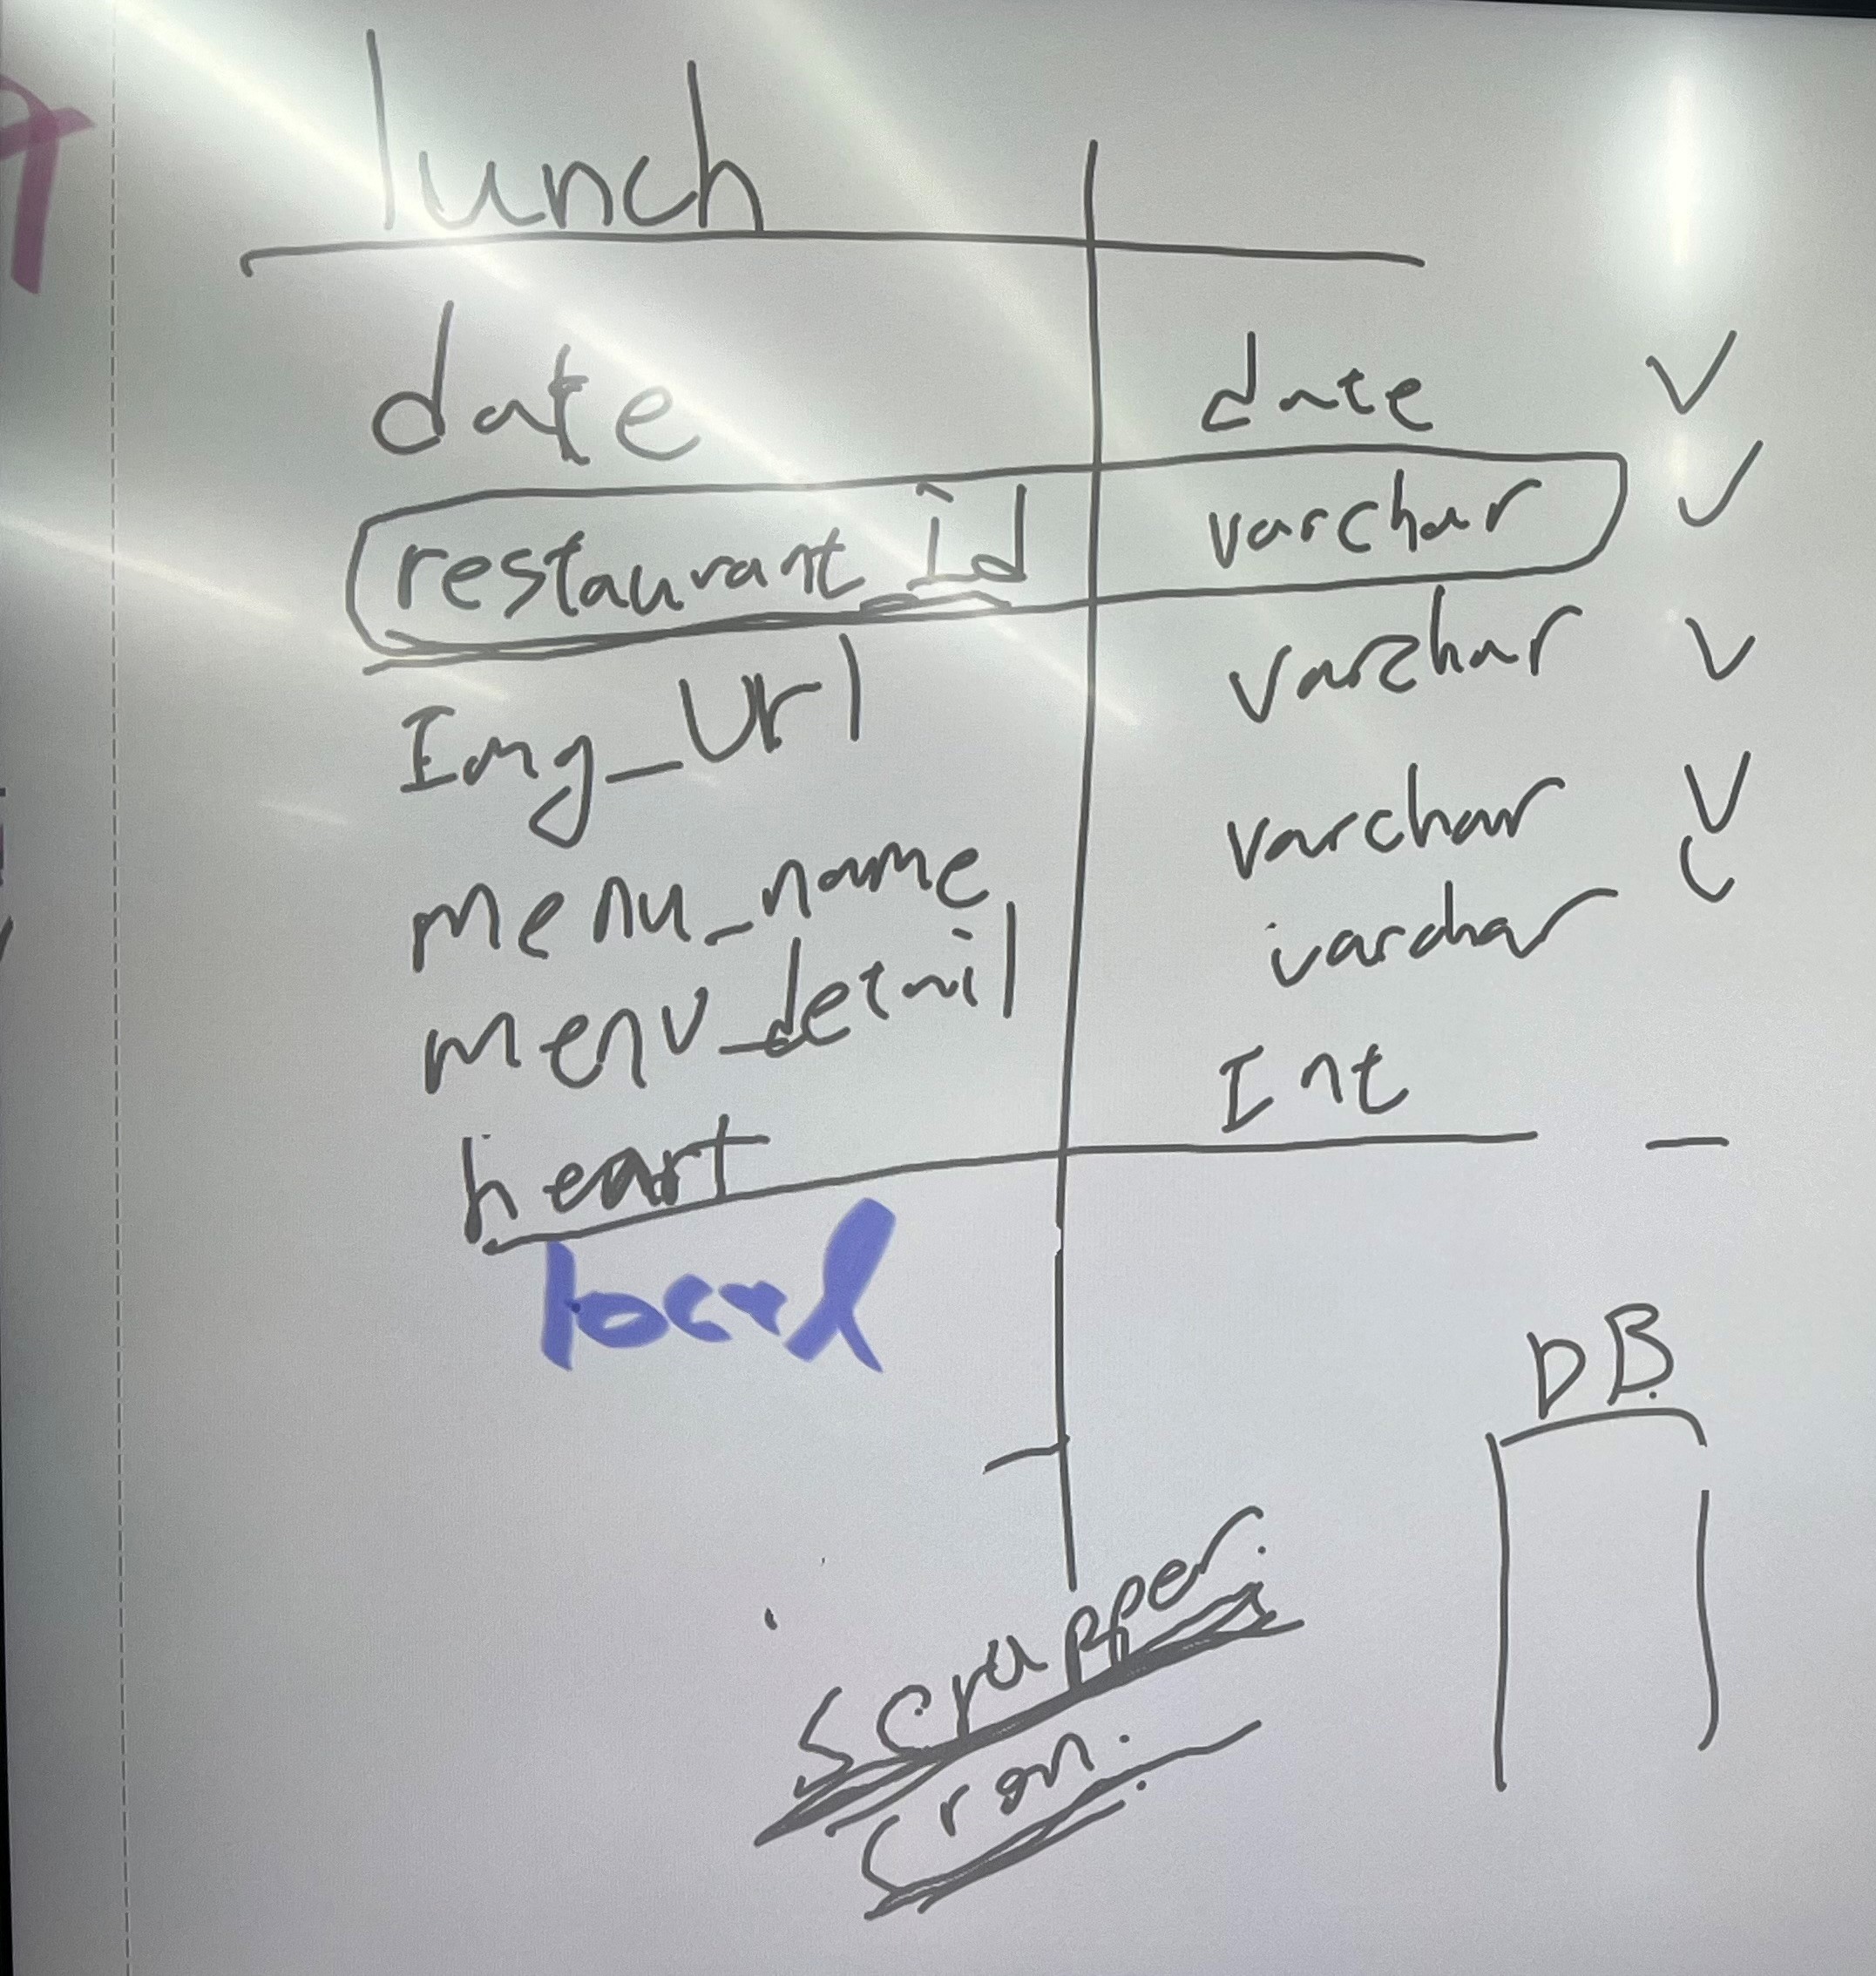 lunch
date date V
restaurant_id varchar V
Img_Url varchar V
menu_name varchar V
menu_detail varchar
heart Int —
local
DB
scrapper.
Cron.